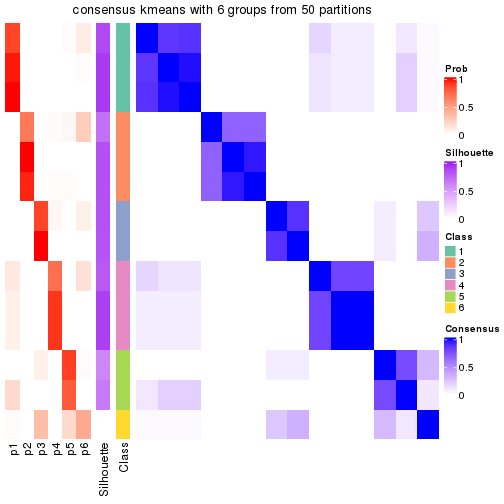 consensus kmeans with 6 groups from 50 partitions
Prob
1
0.5
0
Silhouette
1
0.5
0
Class
1
2
3
4
5
6
Consensus
1
0.5
0
p1
p2
p3
p4
p5
p6
Silhouette
Class